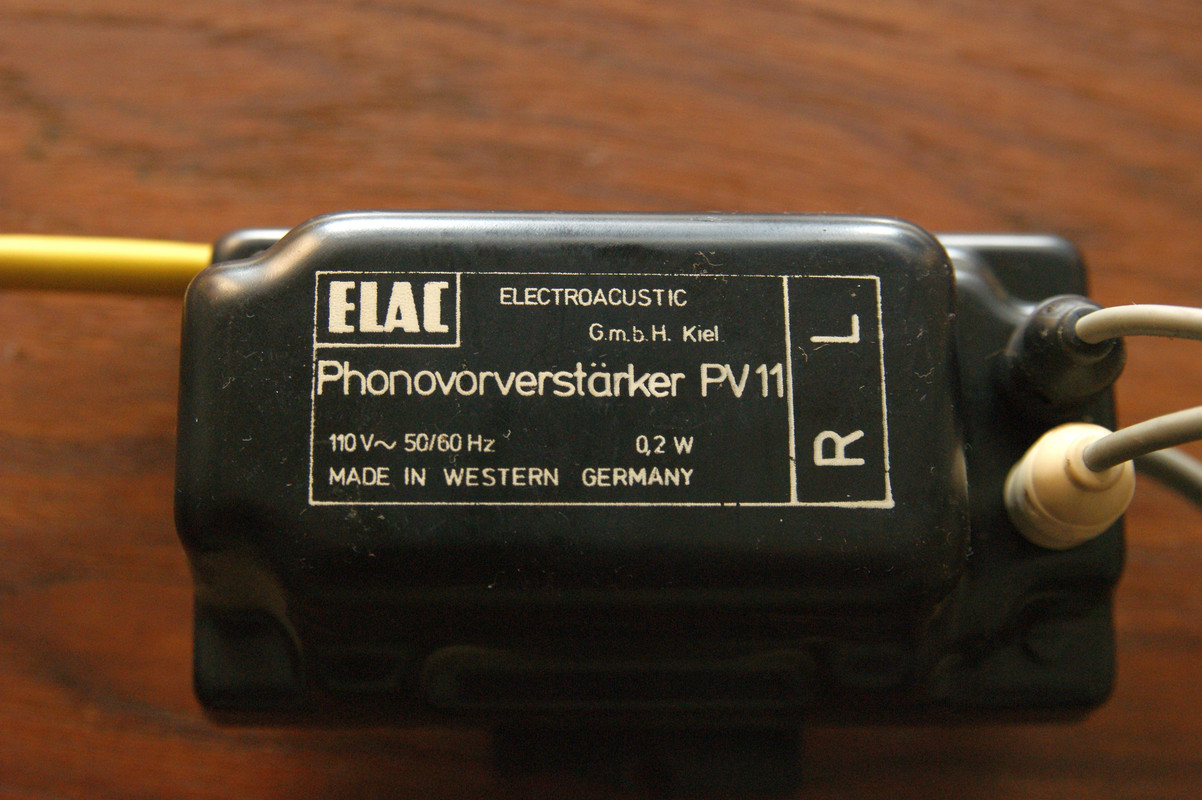 ELAC
ELECTROACUSTIC
G.m.b.H. Kiel
Phonovorverstärker PV 11
110 V~ 50/60 Hz 0,2 W
MADE IN WESTERN GERMANY
L
R